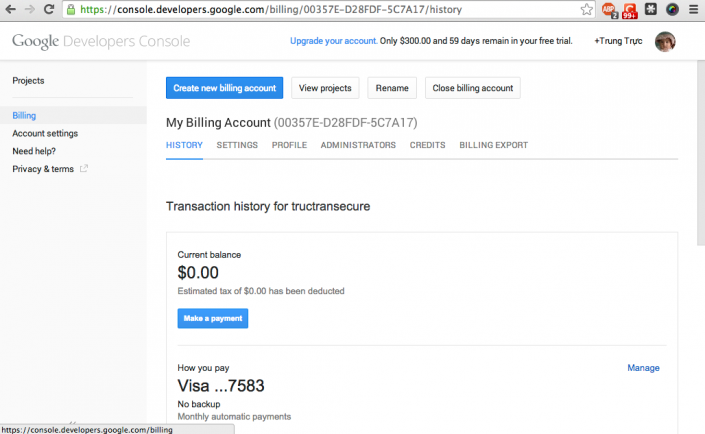 https://console.developers.google.com/billing/00357E-D28FDF-5C7A17/history
ABP 2
99+
Google Developers Console
Upgrade your account. Only $300.00 and 59 days remain in your free trial.
+Trung Trực
Projects
Billing
Account settings
Need help?
Privacy & terms
Create new billing account
View projects
Rename
Close billing account
My Billing Account (00357E-D28FDF-5C7A17)
HISTORY SETTINGS PROFILE ADMINISTRATORS CREDITS BILLING EXPORT
Transaction history for tructransecure
Current balance
$0.00
Estimated tax of $0.00 has been deducted
Make a payment
How you pay
Manage
Visa ...7583
No backup
Monthly automatic payments
https://console.developers.google.com/billing